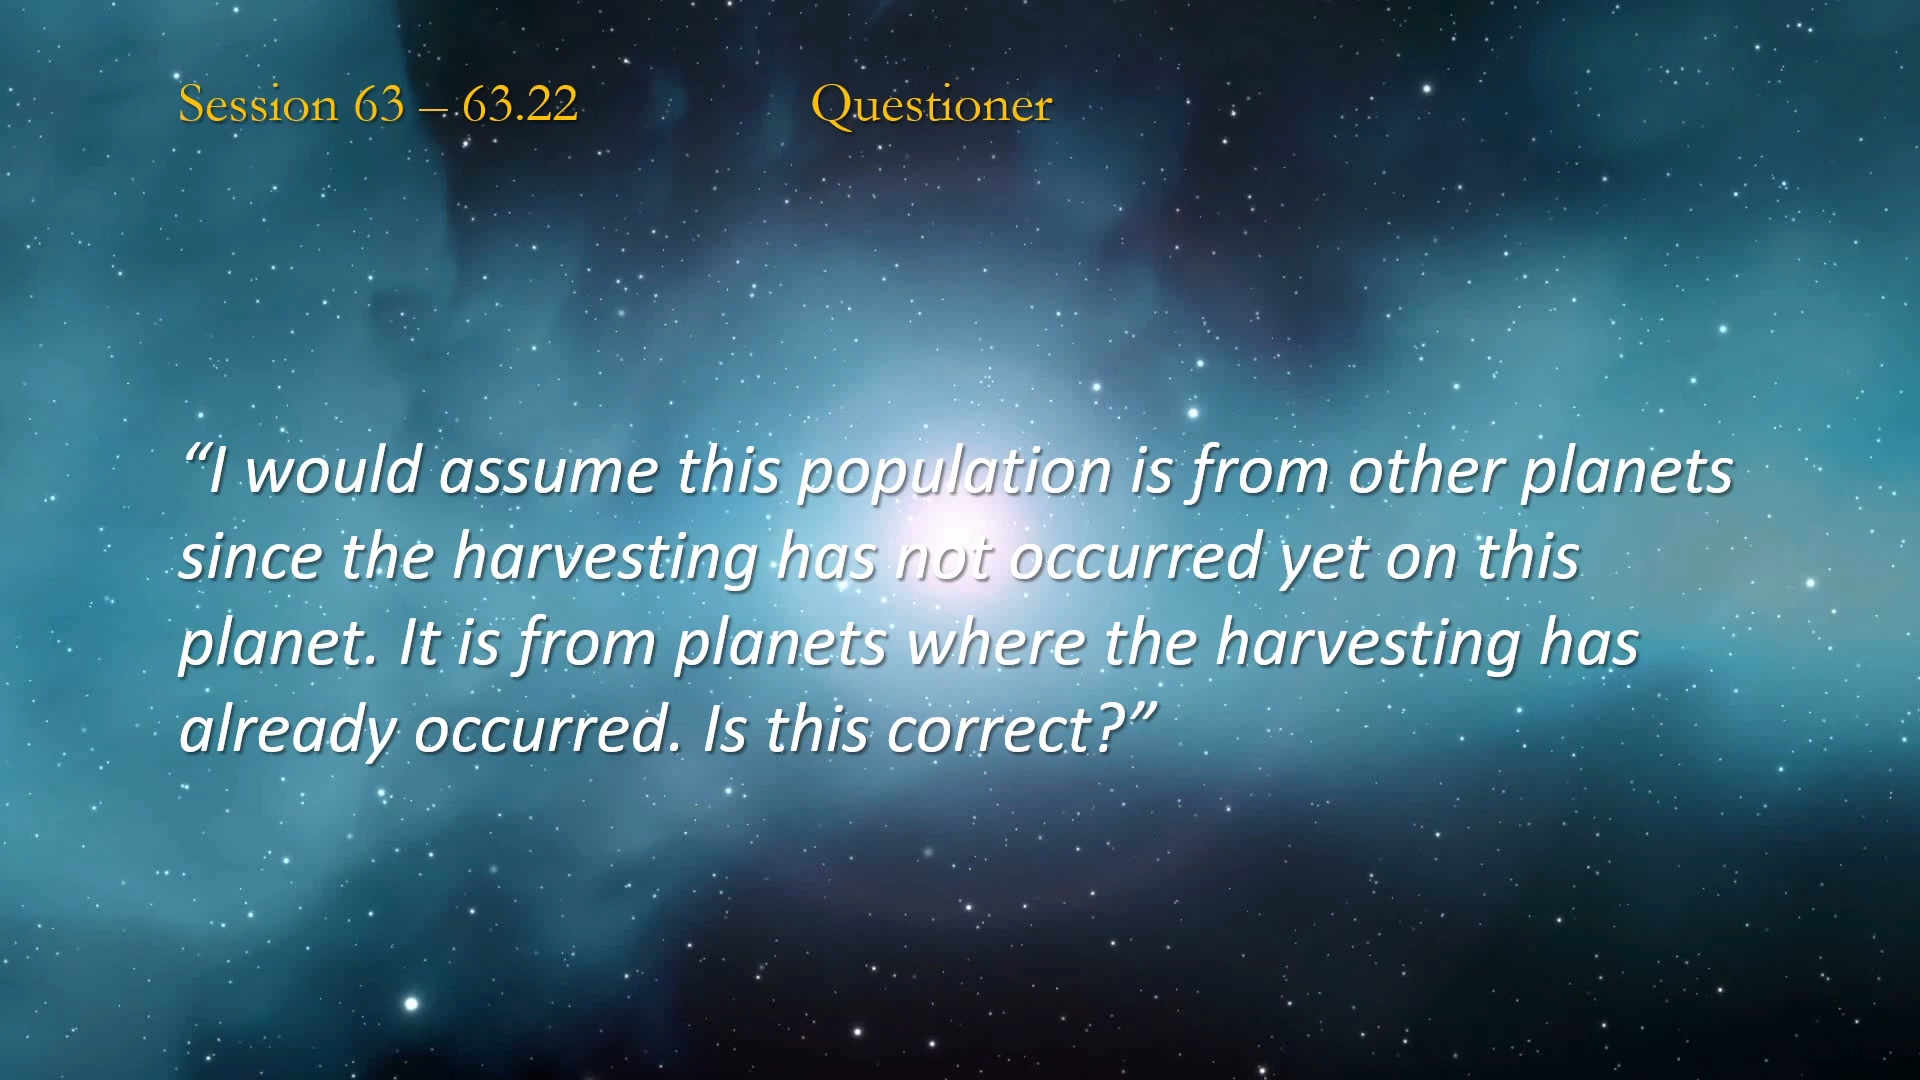 Session 63 – 63.22 Questioner
“I would assume this population is from other planets
since the harvesting has not occurred yet on this
planet. It is from planets where the harvesting has
already occurred. Is this correct?”